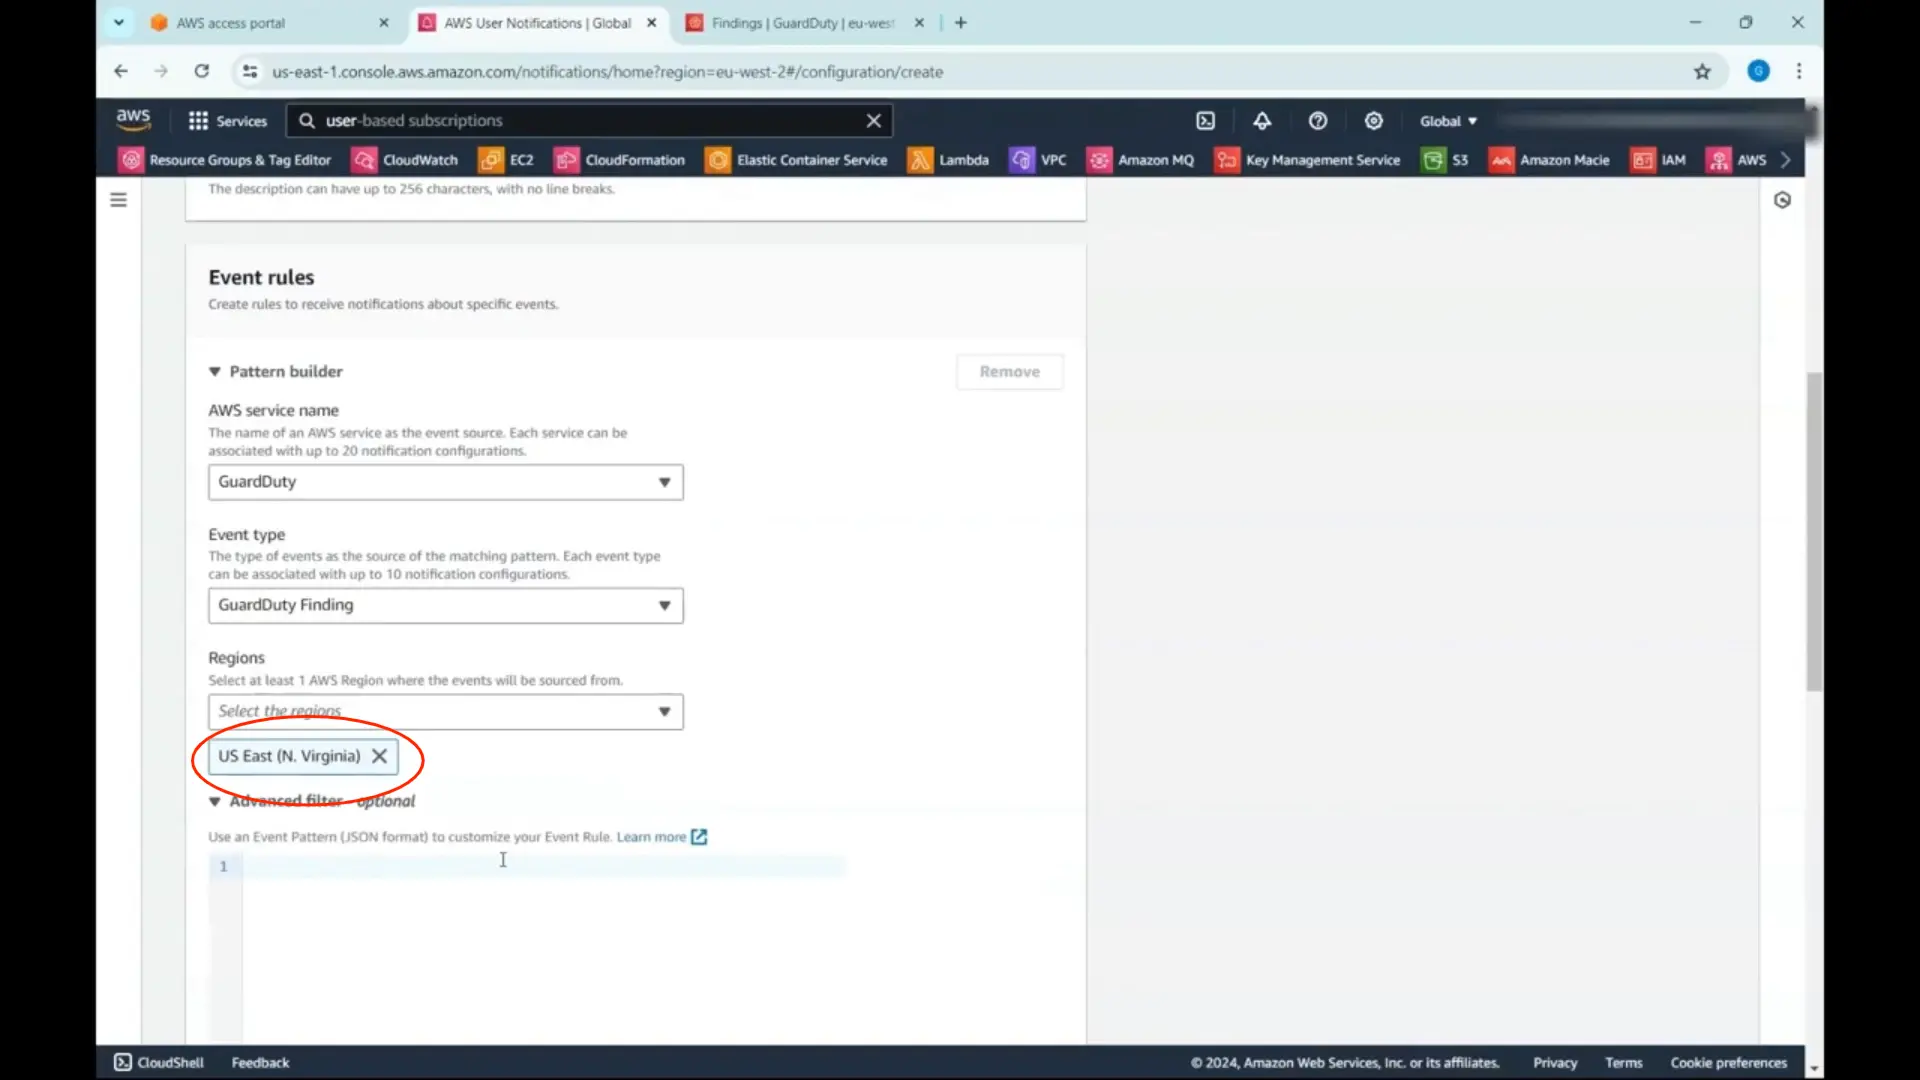 AWS access portal
AWS User Notifications | Global
Findings | GuardDuty | eu-wes
us-east-1.console.aws.amazon.com/notifications/home?region=eu-west-2#/configuration/create
G
aws
Services
user-based subscriptions
Global
Resource Groups & Tag Editor
CloudWatch
EC2
CloudFormation
Elastic Container Service
Lambda
VPC
Amazon MQ
Key Management Service
S3
Amazon Macie
IAM
AWS
The description can have up to 256 characters, with no line breaks.
Event rules
Create rules to receive notifications about specific events.
Pattern builder
Remove
AWS service name
The name of an AWS service as the event source. Each service can be
associated with up to 20 notification configurations.
GuardDuty
Event type
The type of events as the source of the matching pattern. Each event type
can be associated with up to 10 notification configurations.
GuardDuty Finding
Regions
Select at least 1 AWS Region where the events will be sourced from.
Select the regions
US East (N. Virginia)
Advanced filter - optional
Use an Event Pattern (JSON format) to customize your Event Rule. Learn more
1
CloudShell
Feedback
© 2024, Amazon Web Services, Inc. or its affiliates.
Privacy
Terms
Cookie preferences